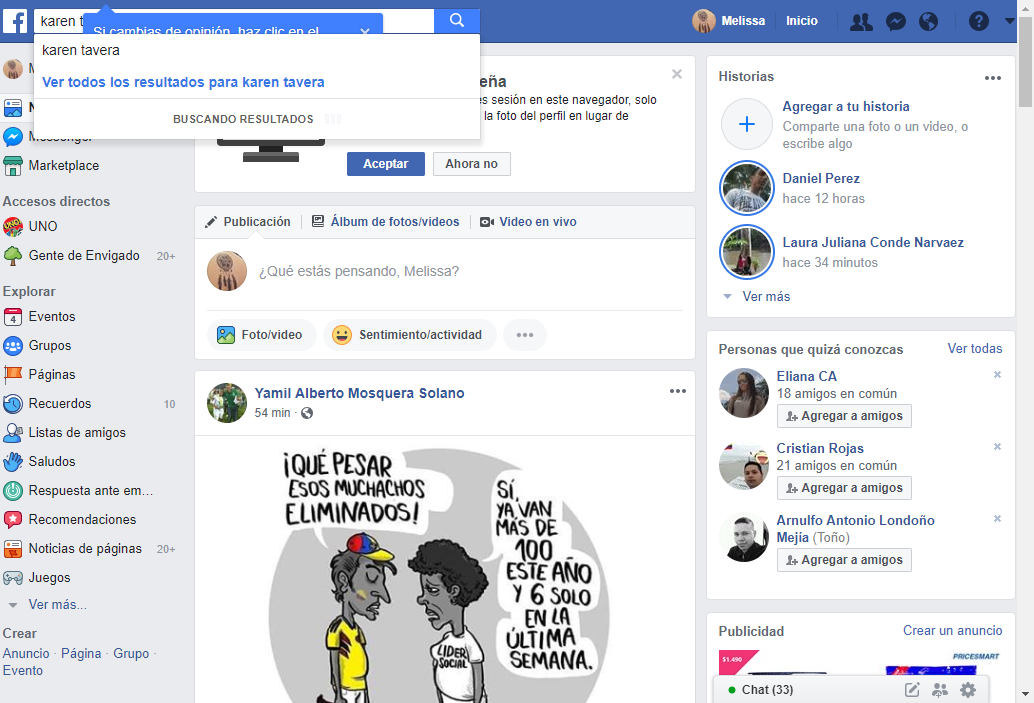 karen t
Si cambias de opinión, haz clic en el
karen tavera
Ver todos los resultados para karen tavera
BUSCANDO RESULTADOS
Melissa
Inicio
Messenger
Marketplace
Accesos directos
UNO
Gente de Envigado 20+
Explorar
Eventos
4
Grupos
Páginas
Recuerdos 10
Listas de amigos
Saludos
Respuesta ante em...
Recomendaciones
Noticias de páginas 20+
Juegos
Ver más...
Crear
Anuncio · Página · Grupo ·
Evento
eña
sesión en este navegador, solo
la foto del perfil en lugar de
Aceptar
Ahora no
Publicación
Álbum de fotos/videos
Video en vivo
¿Qué estás pensando, Melissa?
Foto/video
Sentimiento/actividad
Yamil Alberto Mosquera Solano
54 min ·
¡QUÉ PESAR
ESOS MUCHACHOS
ELIMINADOS!
SÍ,
YA VAN
MÁS DE
100
ESTE AÑO
Y 6 SOLO
EN LA
ÚLTIMA
SEMANA.
LIDER
SOCIAL
Historias
Agregar a tu historia
Comparte una foto o un video, o
escribe algo
Daniel Perez
hace 12 horas
Laura Juliana Conde Narvaez
hace 34 minutos
Ver más
Personas que quizá conozcas
Ver todas
Eliana CA
18 amigos en común
Agregar a amigos
Cristian Rojas
21 amigos en común
Agregar a amigos
Arnulfo Antonio Londoño
Mejía (Toño)
Agregar a amigos
Publicidad
Crear un anuncio
$1.490
PRICESMART
Chat (33)